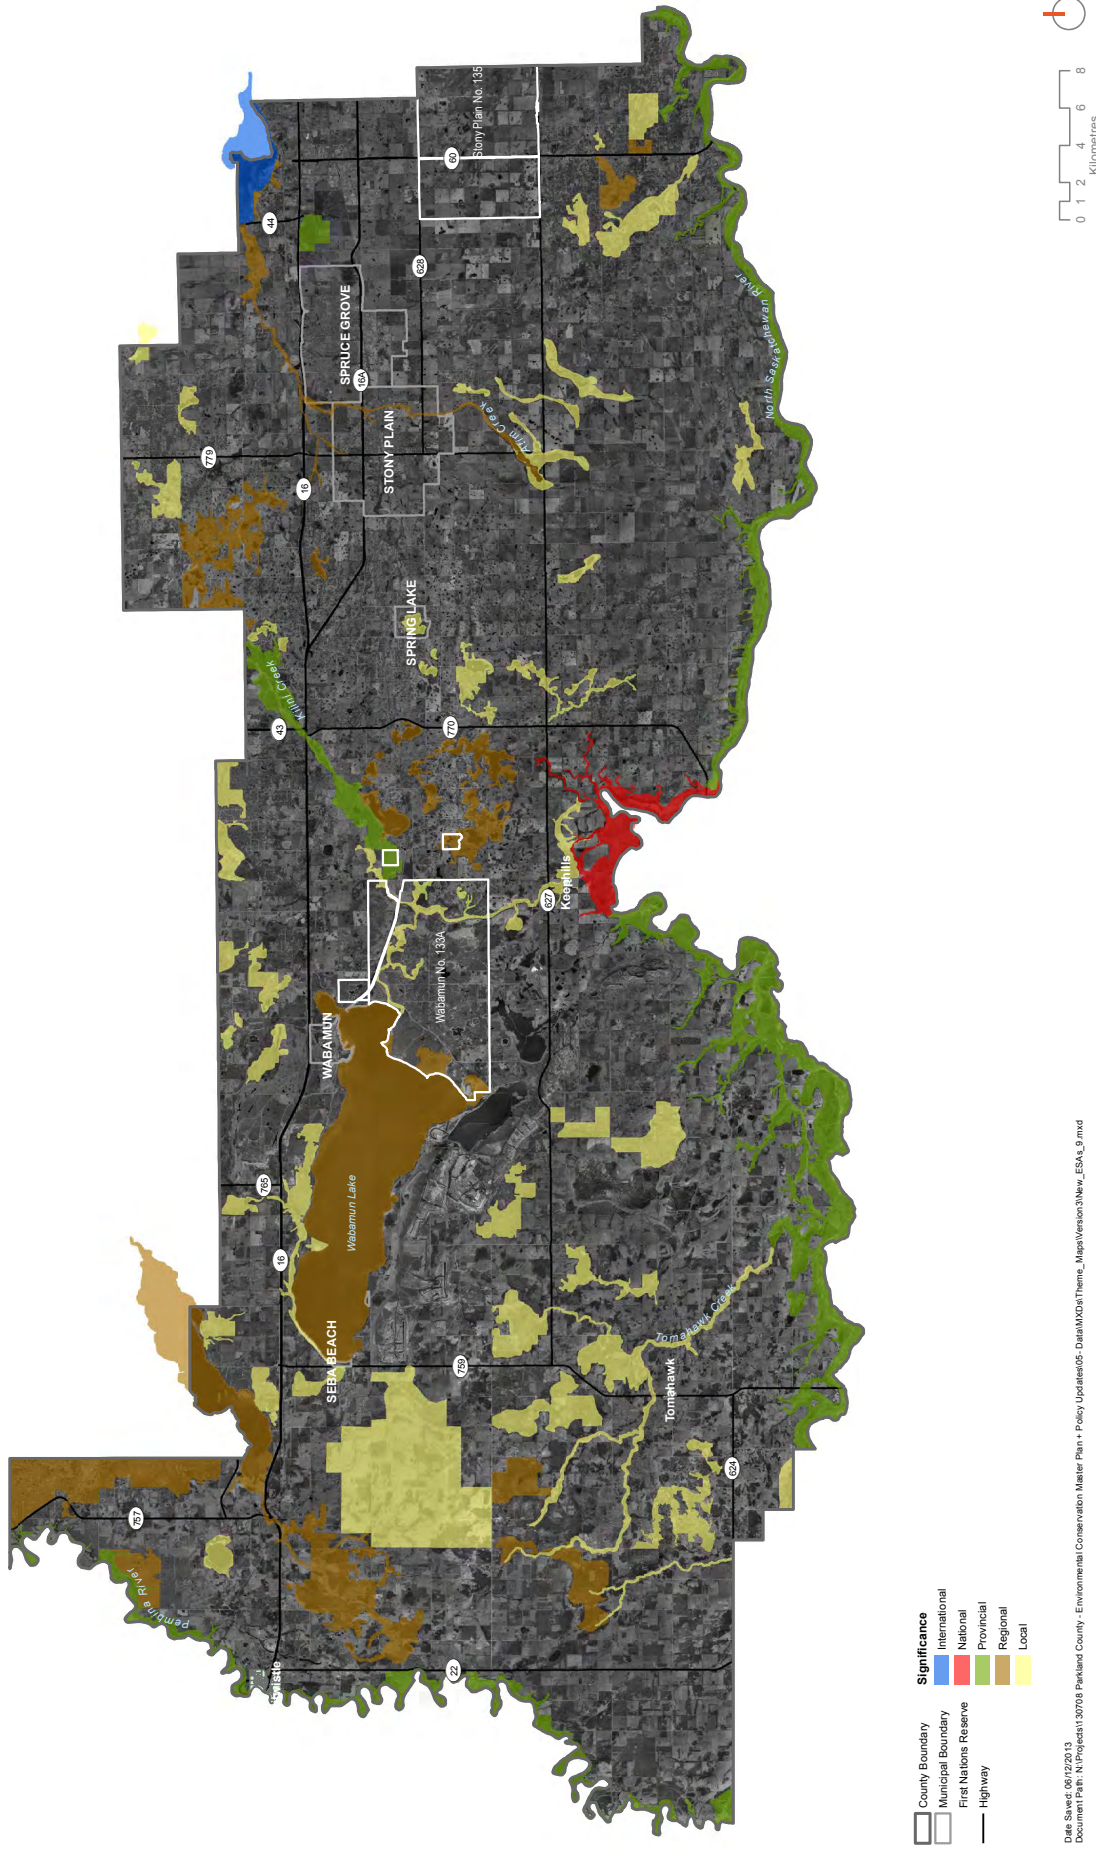 Stony Plain No. 135
60
44
628
SPRUCE GROVE
16A
STONY PLAIN
Atim Creek
779
16
North Saskatchewan River
SPRING LAKE
Kilini Creek
43
770
Keephills
627
Wabamun No. 133A
WABAMUN
Wabamun Lake
765
16
SEBA BEACH
759
Tomahawk Creek
Tomahawk
624
757
Pembina River
22
0 1 2 4 6 8
Kilometres
County Boundary
Municipal Boundary
First Nations Reserve
Highway
Significance
International
National
Provincial
Regional
Local
Date Saved: 06/12/2013